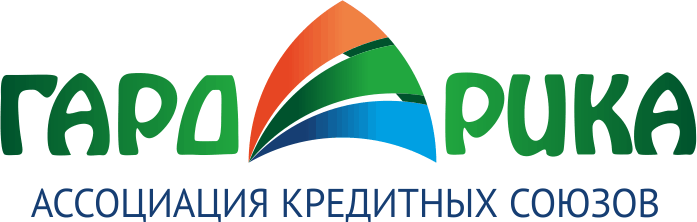 ГАРДАРИКА
АССОЦИАЦИЯ КРЕДИТНЫХ СОЮЗОВ